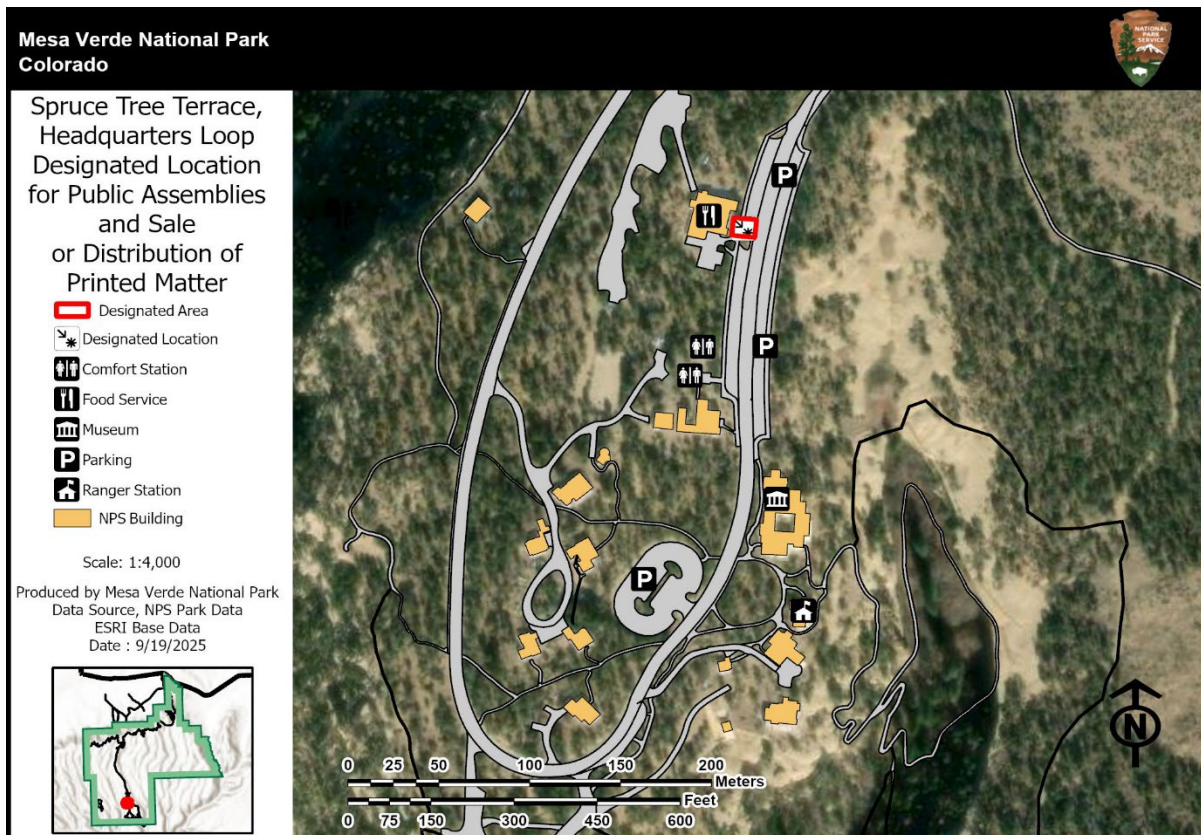 Mesa Verde National Park
Colorado
NATIONAL
PARK
SERVICE
Spruce Tree Terrace,
Headquarters Loop
Designated Location
for Public Assemblies
and Sale
or Distribution of
Printed Matter
Designated Area
Designated Location
Comfort Station
Food Service
Museum
P Parking
Ranger Station
NPS Building
Scale: 1:4,000
Produced by Mesa Verde National Park
Data Source, NPS Park Data
ESRI Base Data
Date : 9/19/2025
P
P
P
N
0 25 50 100 150 200
Meters
Feet
0 75 150 300 450 600